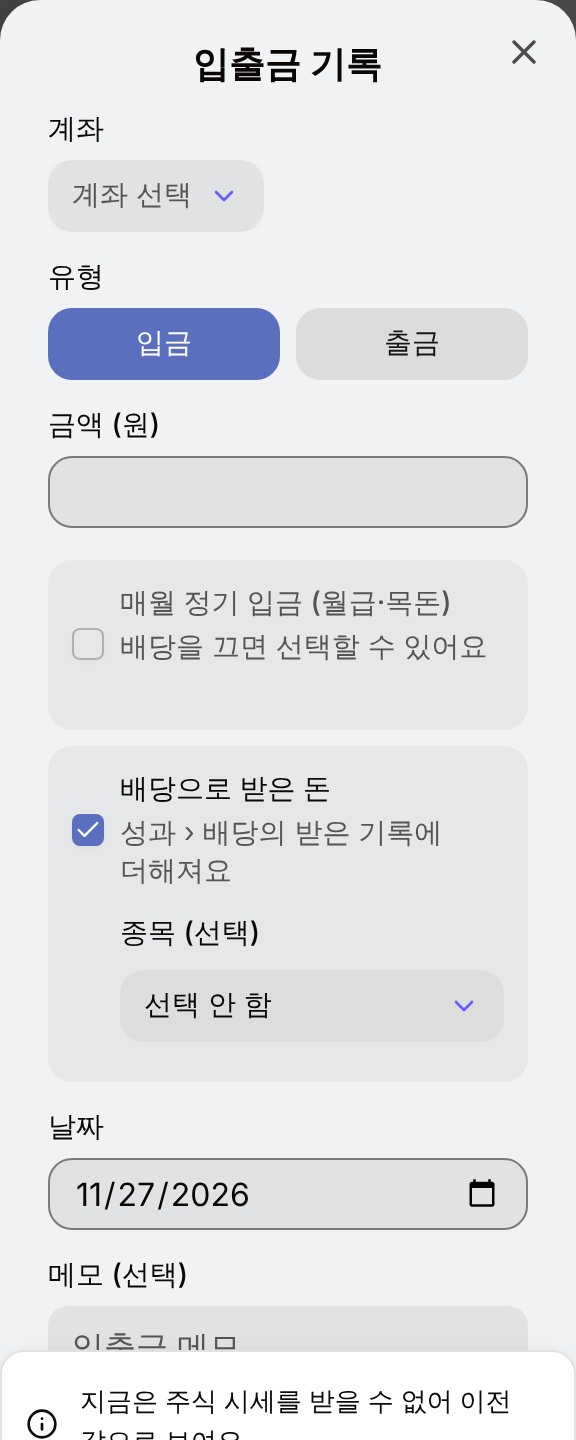 입출금 기록
계좌
계좌 선택
유형
입금
출금
금액 (원)
매월 정기 입금 (월급·목돈)
배당을 끄면 선택할 수 있어요
배당으로 받은 돈
성과 › 배당의 받은 기록에
더해져요
종목 (선택)
선택 안 함
날짜
11/27/2026
메모 (선택)
입출금 메모
지금은 주식 시세를 받을 수 없어 이전